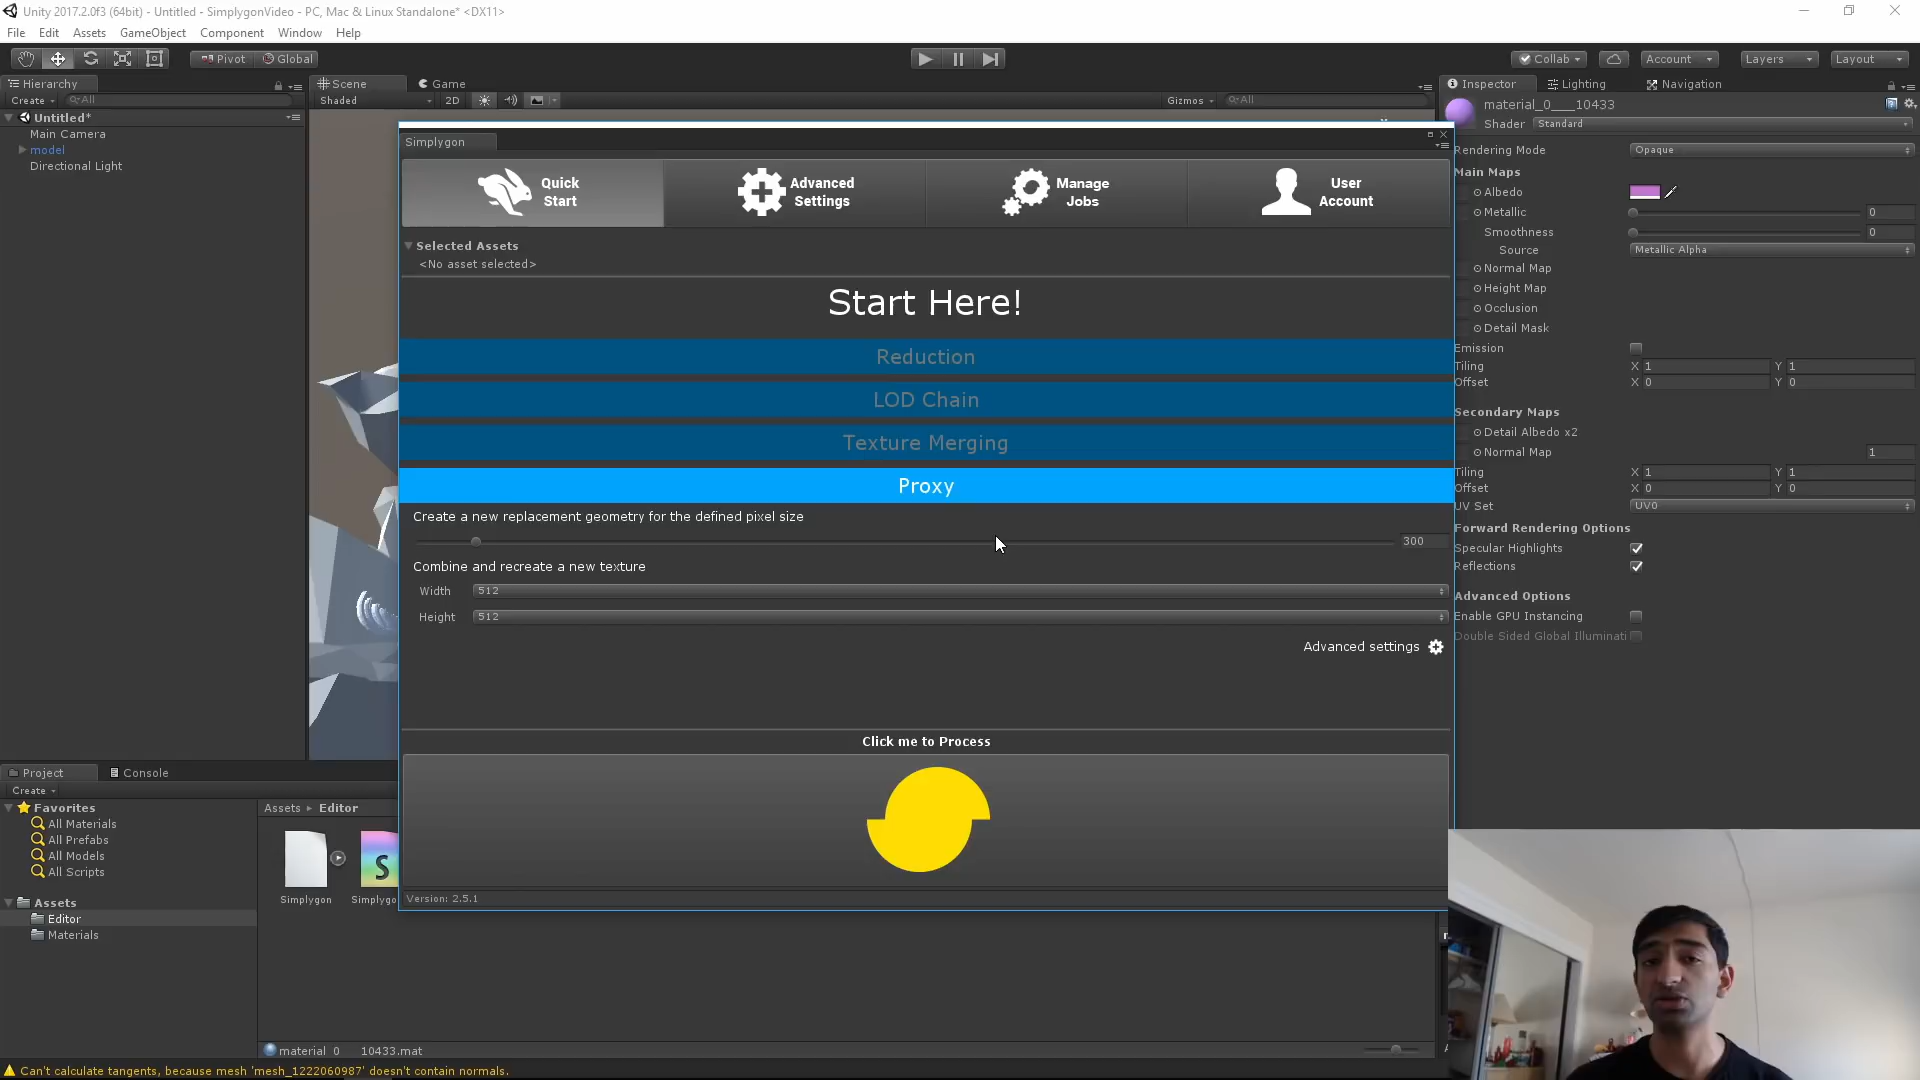 Unity 2017.2.0f3 (64bit) - Untitled - SimplygonVideo - PC, Mac & Linux Standalone* <DX11>
File Edit Assets GameObject Component Window Help
Pivot Global Collab Account Layers Layout
Hierarchy
Create All
Untitled*
Main Camera
model
Directional Light
Scene Game
Shaded 2D Gizmos All
Simplygon
Quick Start
Advanced Settings
Manage Jobs
User Account
Selected Assets
<No asset selected>
Start Here!
Reduction
LOD Chain
Texture Merging
Proxy
Create a new replacement geometry for the defined pixel size
300
Combine and recreate a new texture
Width 512
Height 512
Advanced settings
Click me to Process
Version: 2.5.1
Inspector Lighting Navigation
material_0___10433
Shader Standard
Rendering Mode Opaque
Main Maps
Albedo
Metallic 0
Smoothness 0
Source Metallic Alpha
Normal Map
Height Map
Occlusion
Detail Mask
Emission
Tiling X 1 Y 1
Offset X 0 Y 0
Secondary Maps
Detail Albedo x2
Normal Map 1
Tiling X 1 Y 1
Offset X 0 Y 0
UV Set UV0
Forward Rendering Options
Specular Highlights
Reflections
Advanced Options
Enable GPU Instancing
Double Sided Global Illuminati
Project Console
Create
Favorites
All Materials
All Prefabs
All Models
All Scripts
Assets
Editor
Materials
Assets Editor
Simplygon Simplygo
S
material_0___10433.mat
Can't calculate tangents, because mesh 'mesh_1222060987' doesn't contain normals.